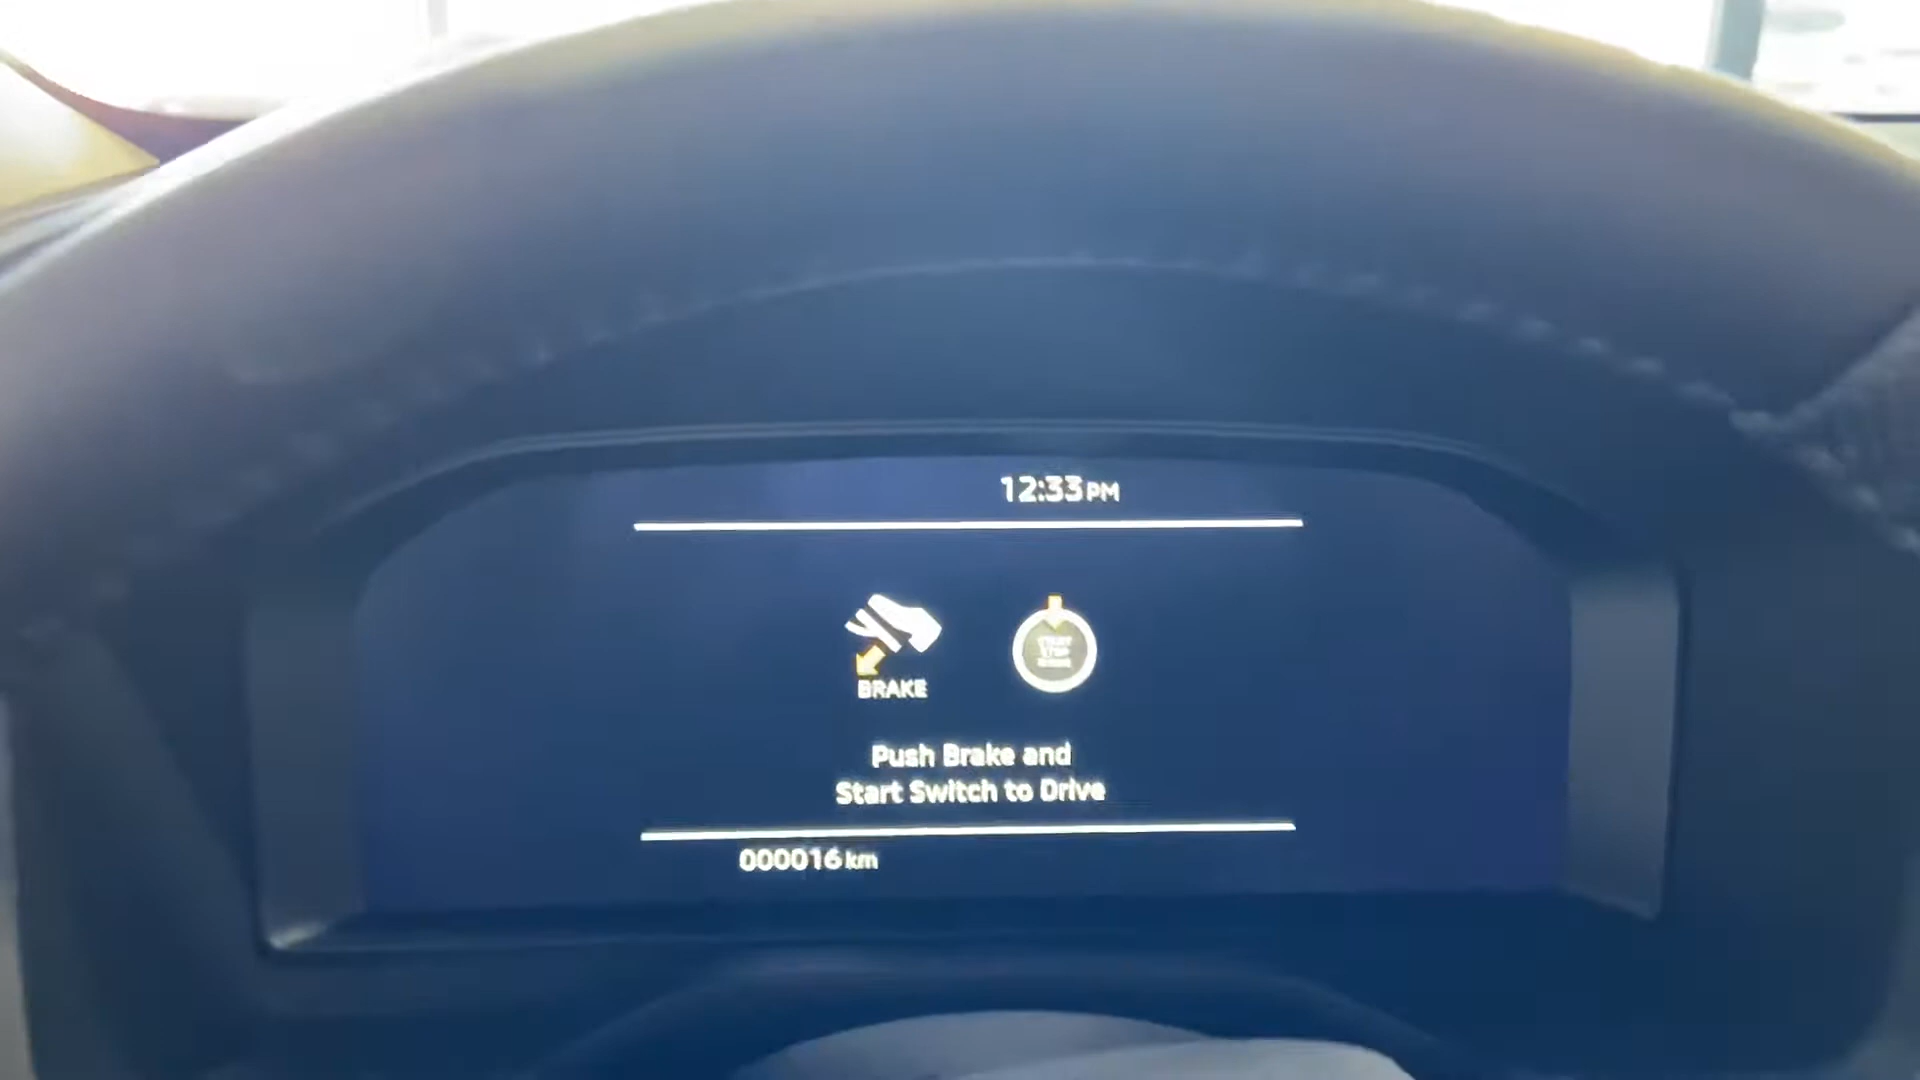 12:33 PM
BRAKE
Push Brake and
Start Switch to Drive
000016 km